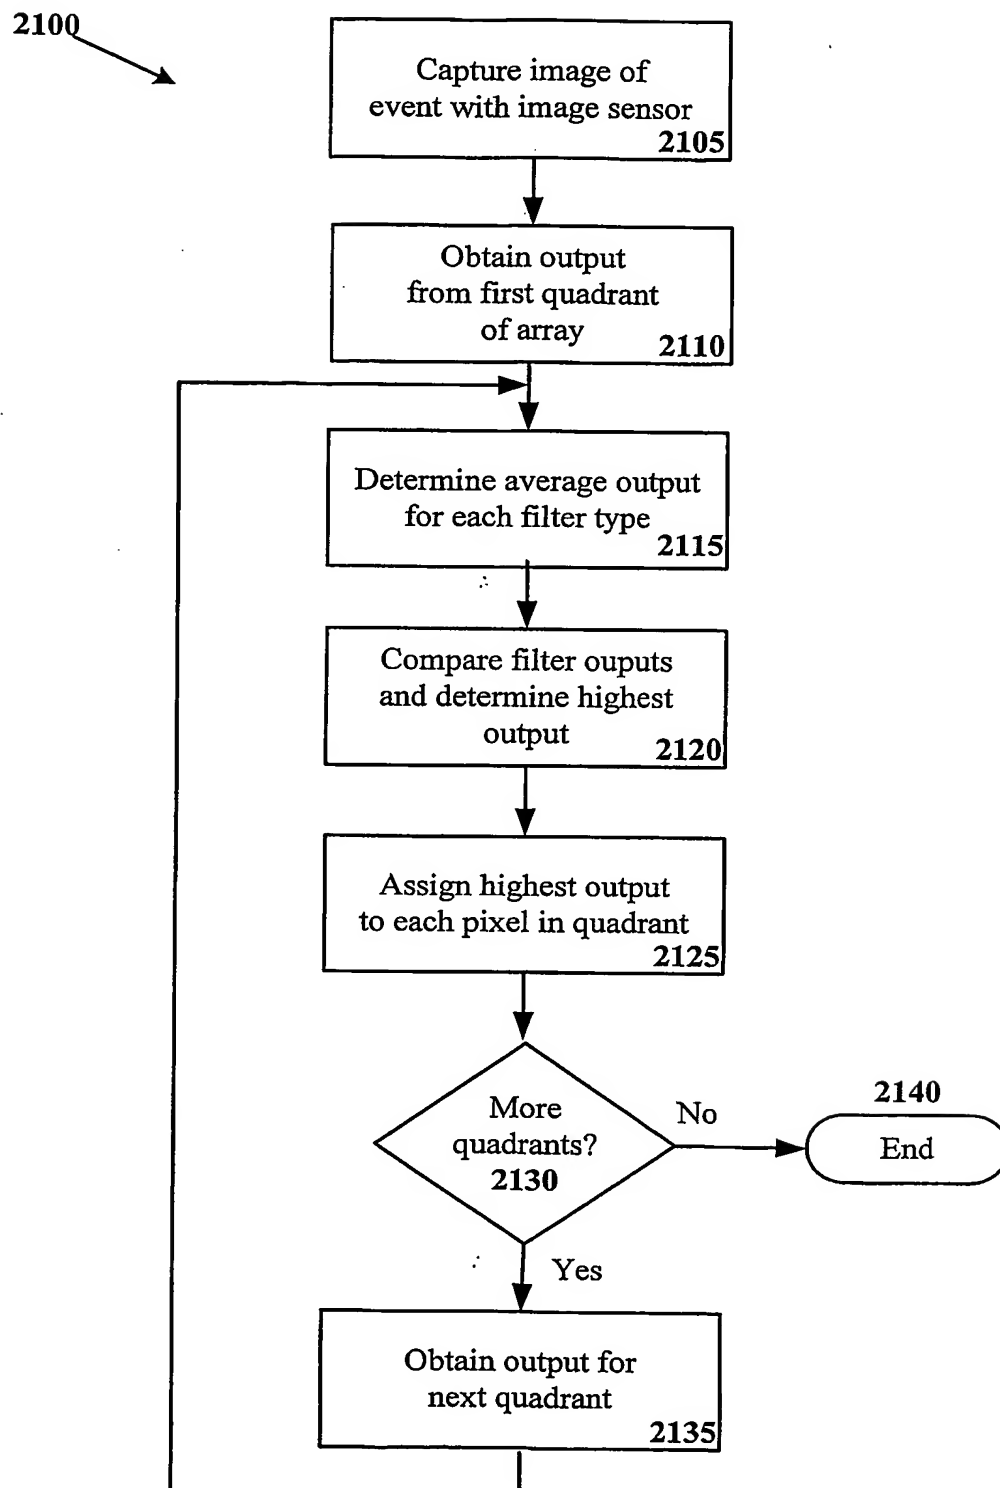 2100
Capture image of
event with image sensor
2105
Obtain output
from first quadrant
of array
2110
Determine average output
for each filter type
2115
Compare filter ouputs
and determine highest
output
2120
Assign highest output
to each pixel in quadrant
2125
More
quadrants?
2130
No
2140
End
Yes
Obtain output for
next quadrant
2135